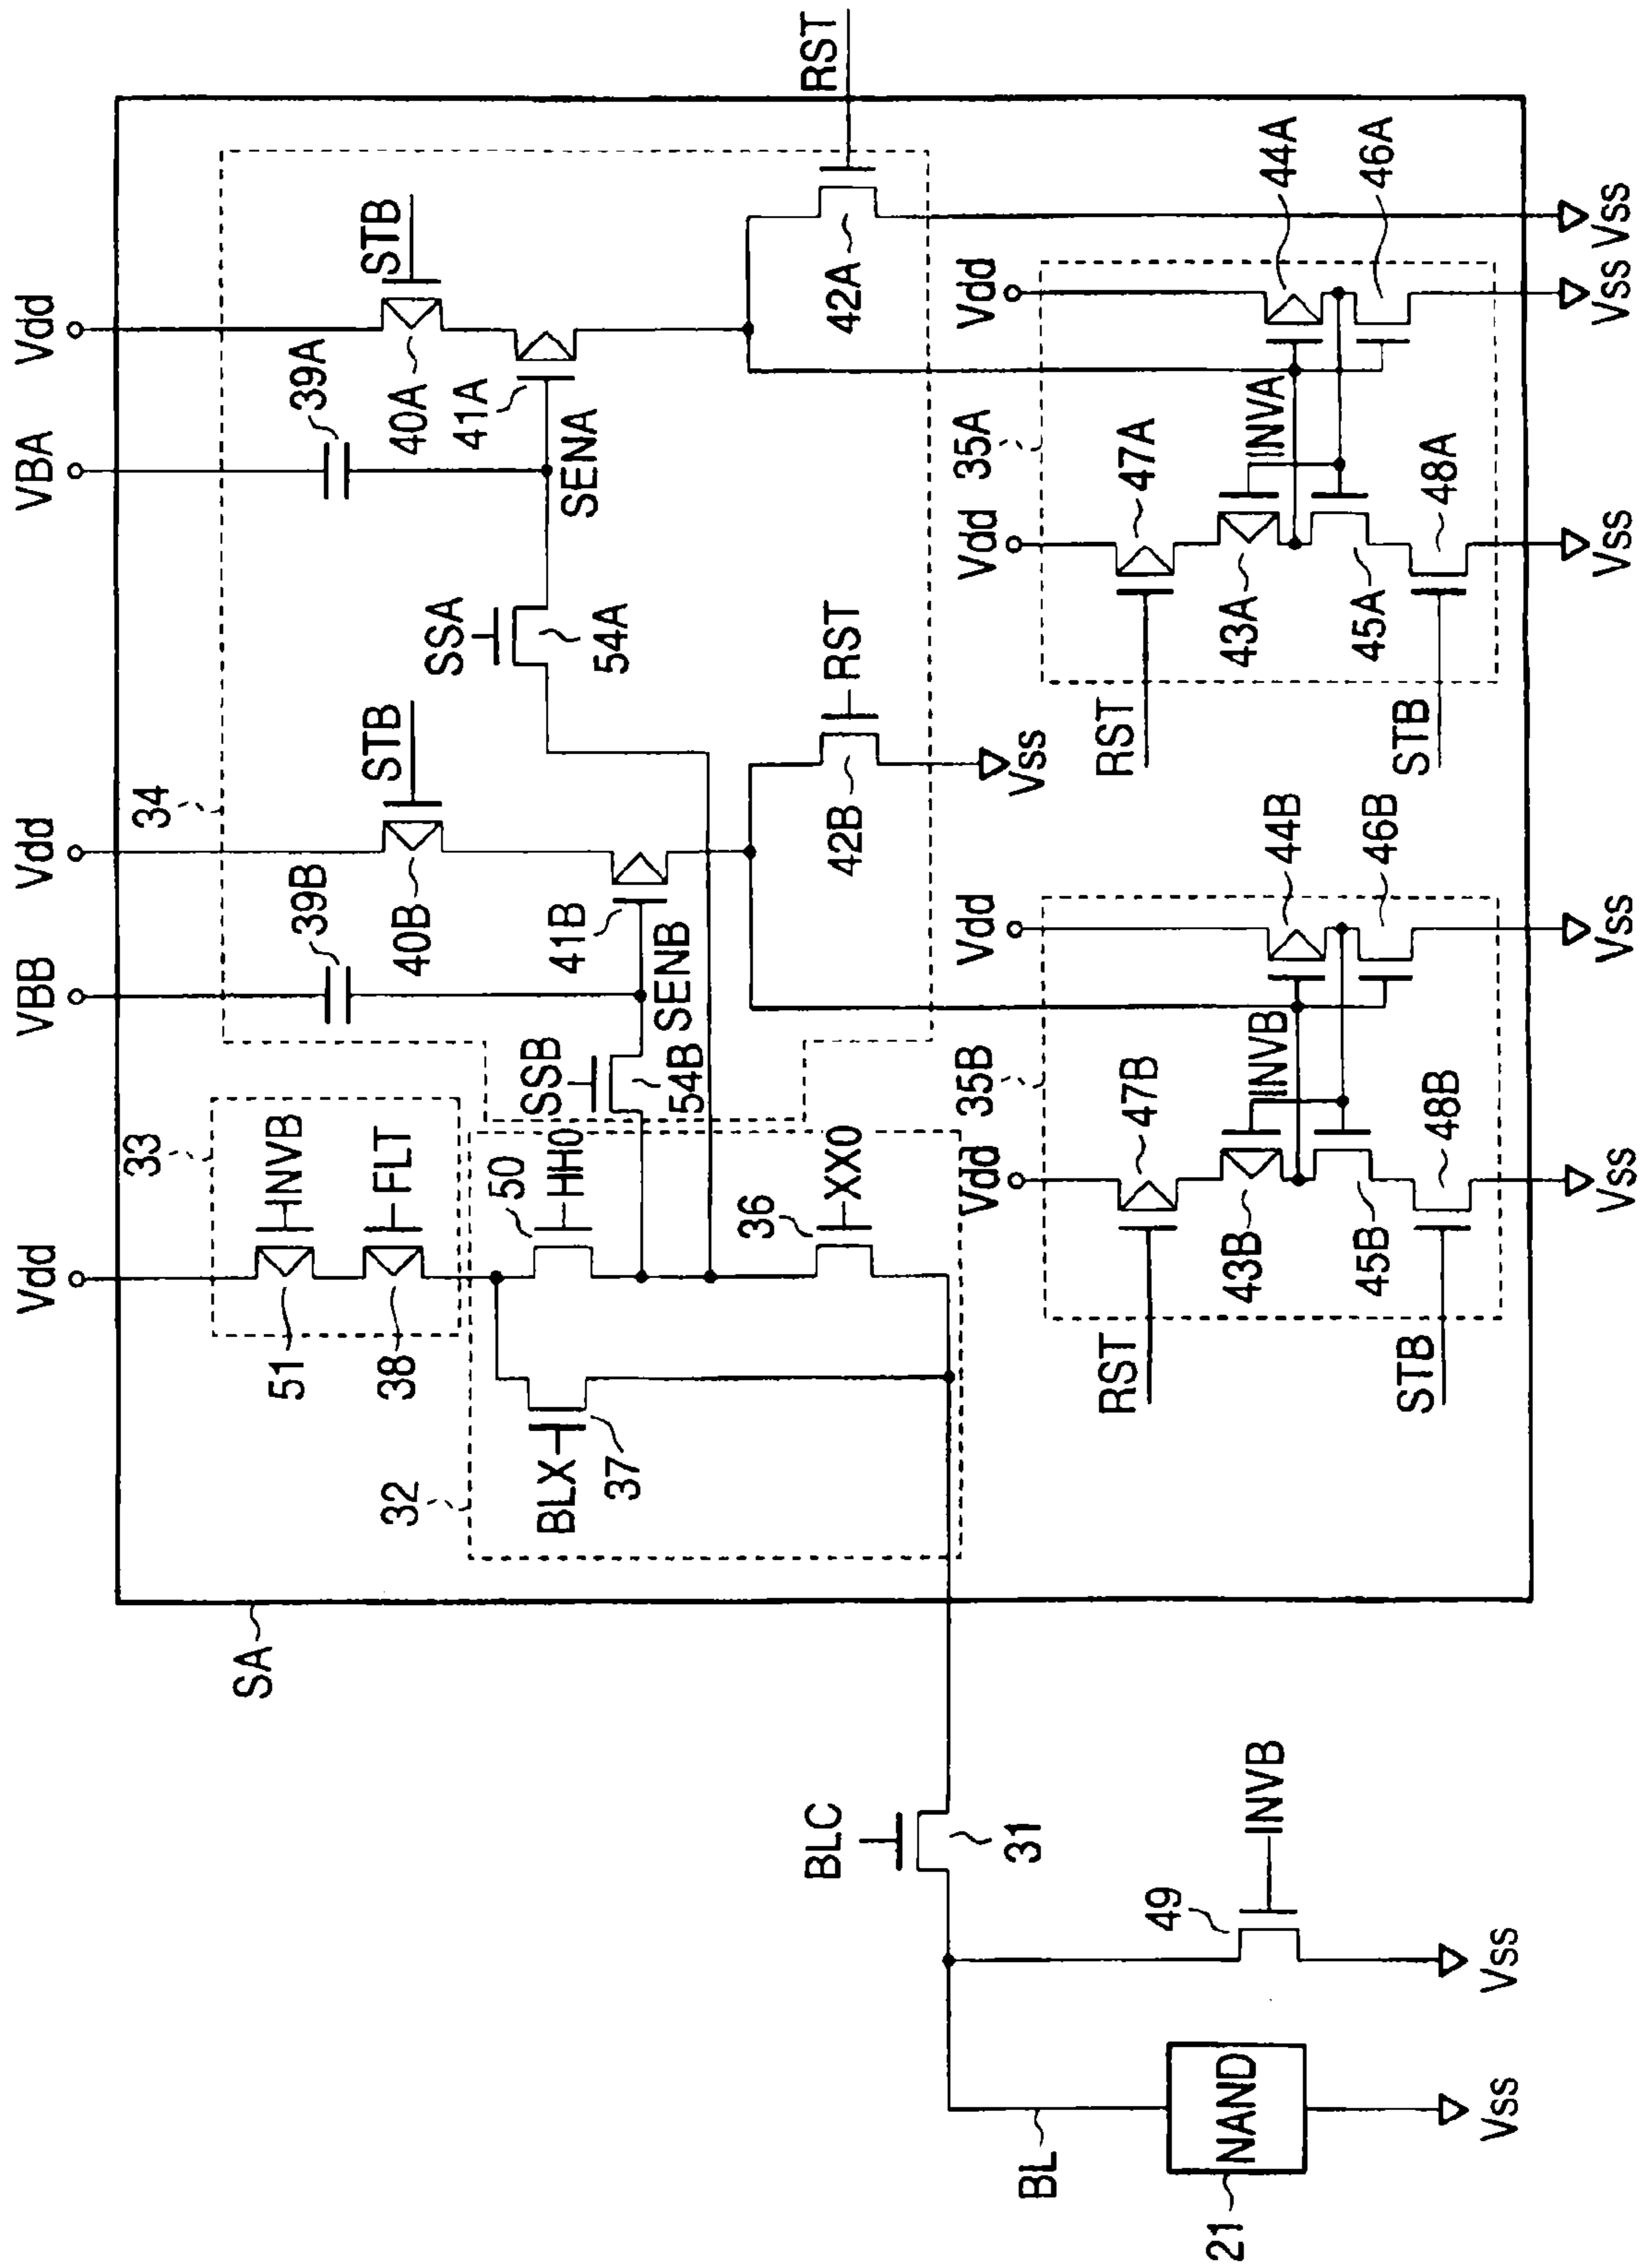 Vdd
VBB
Vdd
VBA
Vdd
33
34
SA
51
INVB
39B
39A
38
FLT
STB
STB
32
40B
40A
SSA
41A
50
BLX
HH0
SSB
41B
SENA
37
54A
54B
SENB
36
BLC
XX0
RST
RST
42B
42A
31
Vss
35B
35A
Vdd
Vdd
Vdd
Vdd
BL
RST
47B
RST
47A
49
INVB
INVB
INVA
21
NAND
43B
44B
43A
44A
45B
46B
45A
46A
STB
48B
STB
48A
Vss
Vss
Vss
Vss
Vss
Vss
Vss